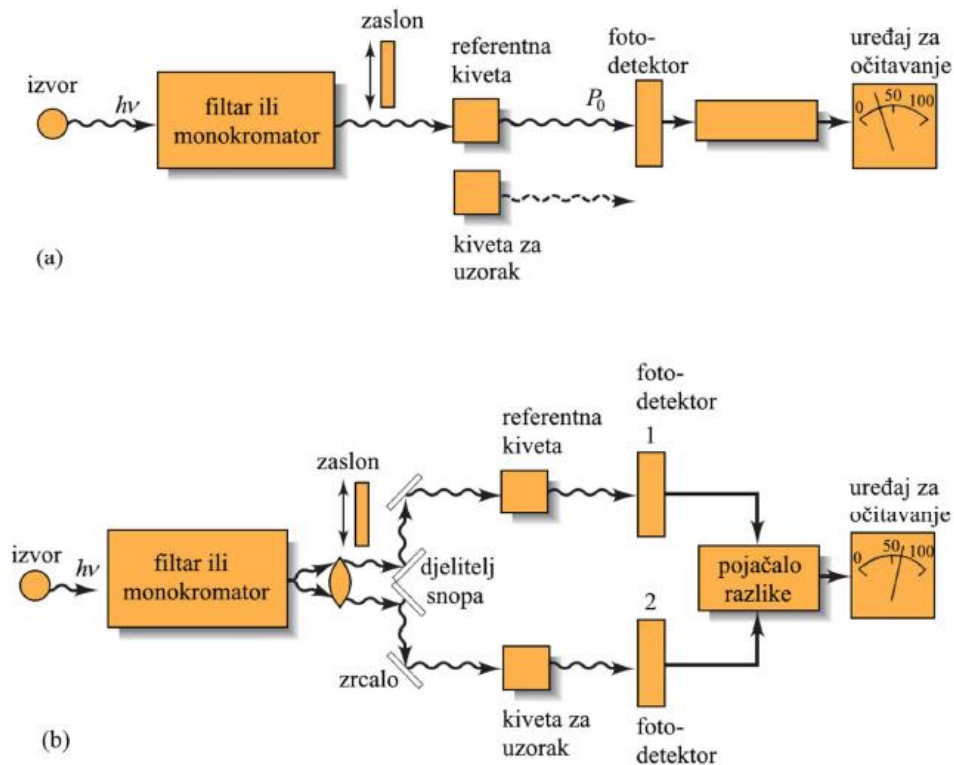 zaslon
izvor
hν
filtar ili
monokromator
referentna
kiveta
P0
foto-
detektor
uređaj za
očitavanje
0 50 100
kiveta za
uzorak
(a)
foto-
detektor
1
referentna
kiveta
zaslon
uređaj za
očitavanje
0 50 100
izvor
hν
filtar ili
monokromator
djelitelj
snopa
pojačalo
razlike
2
zrcalo
kiveta za
uzorak
foto-
detektor
(b)